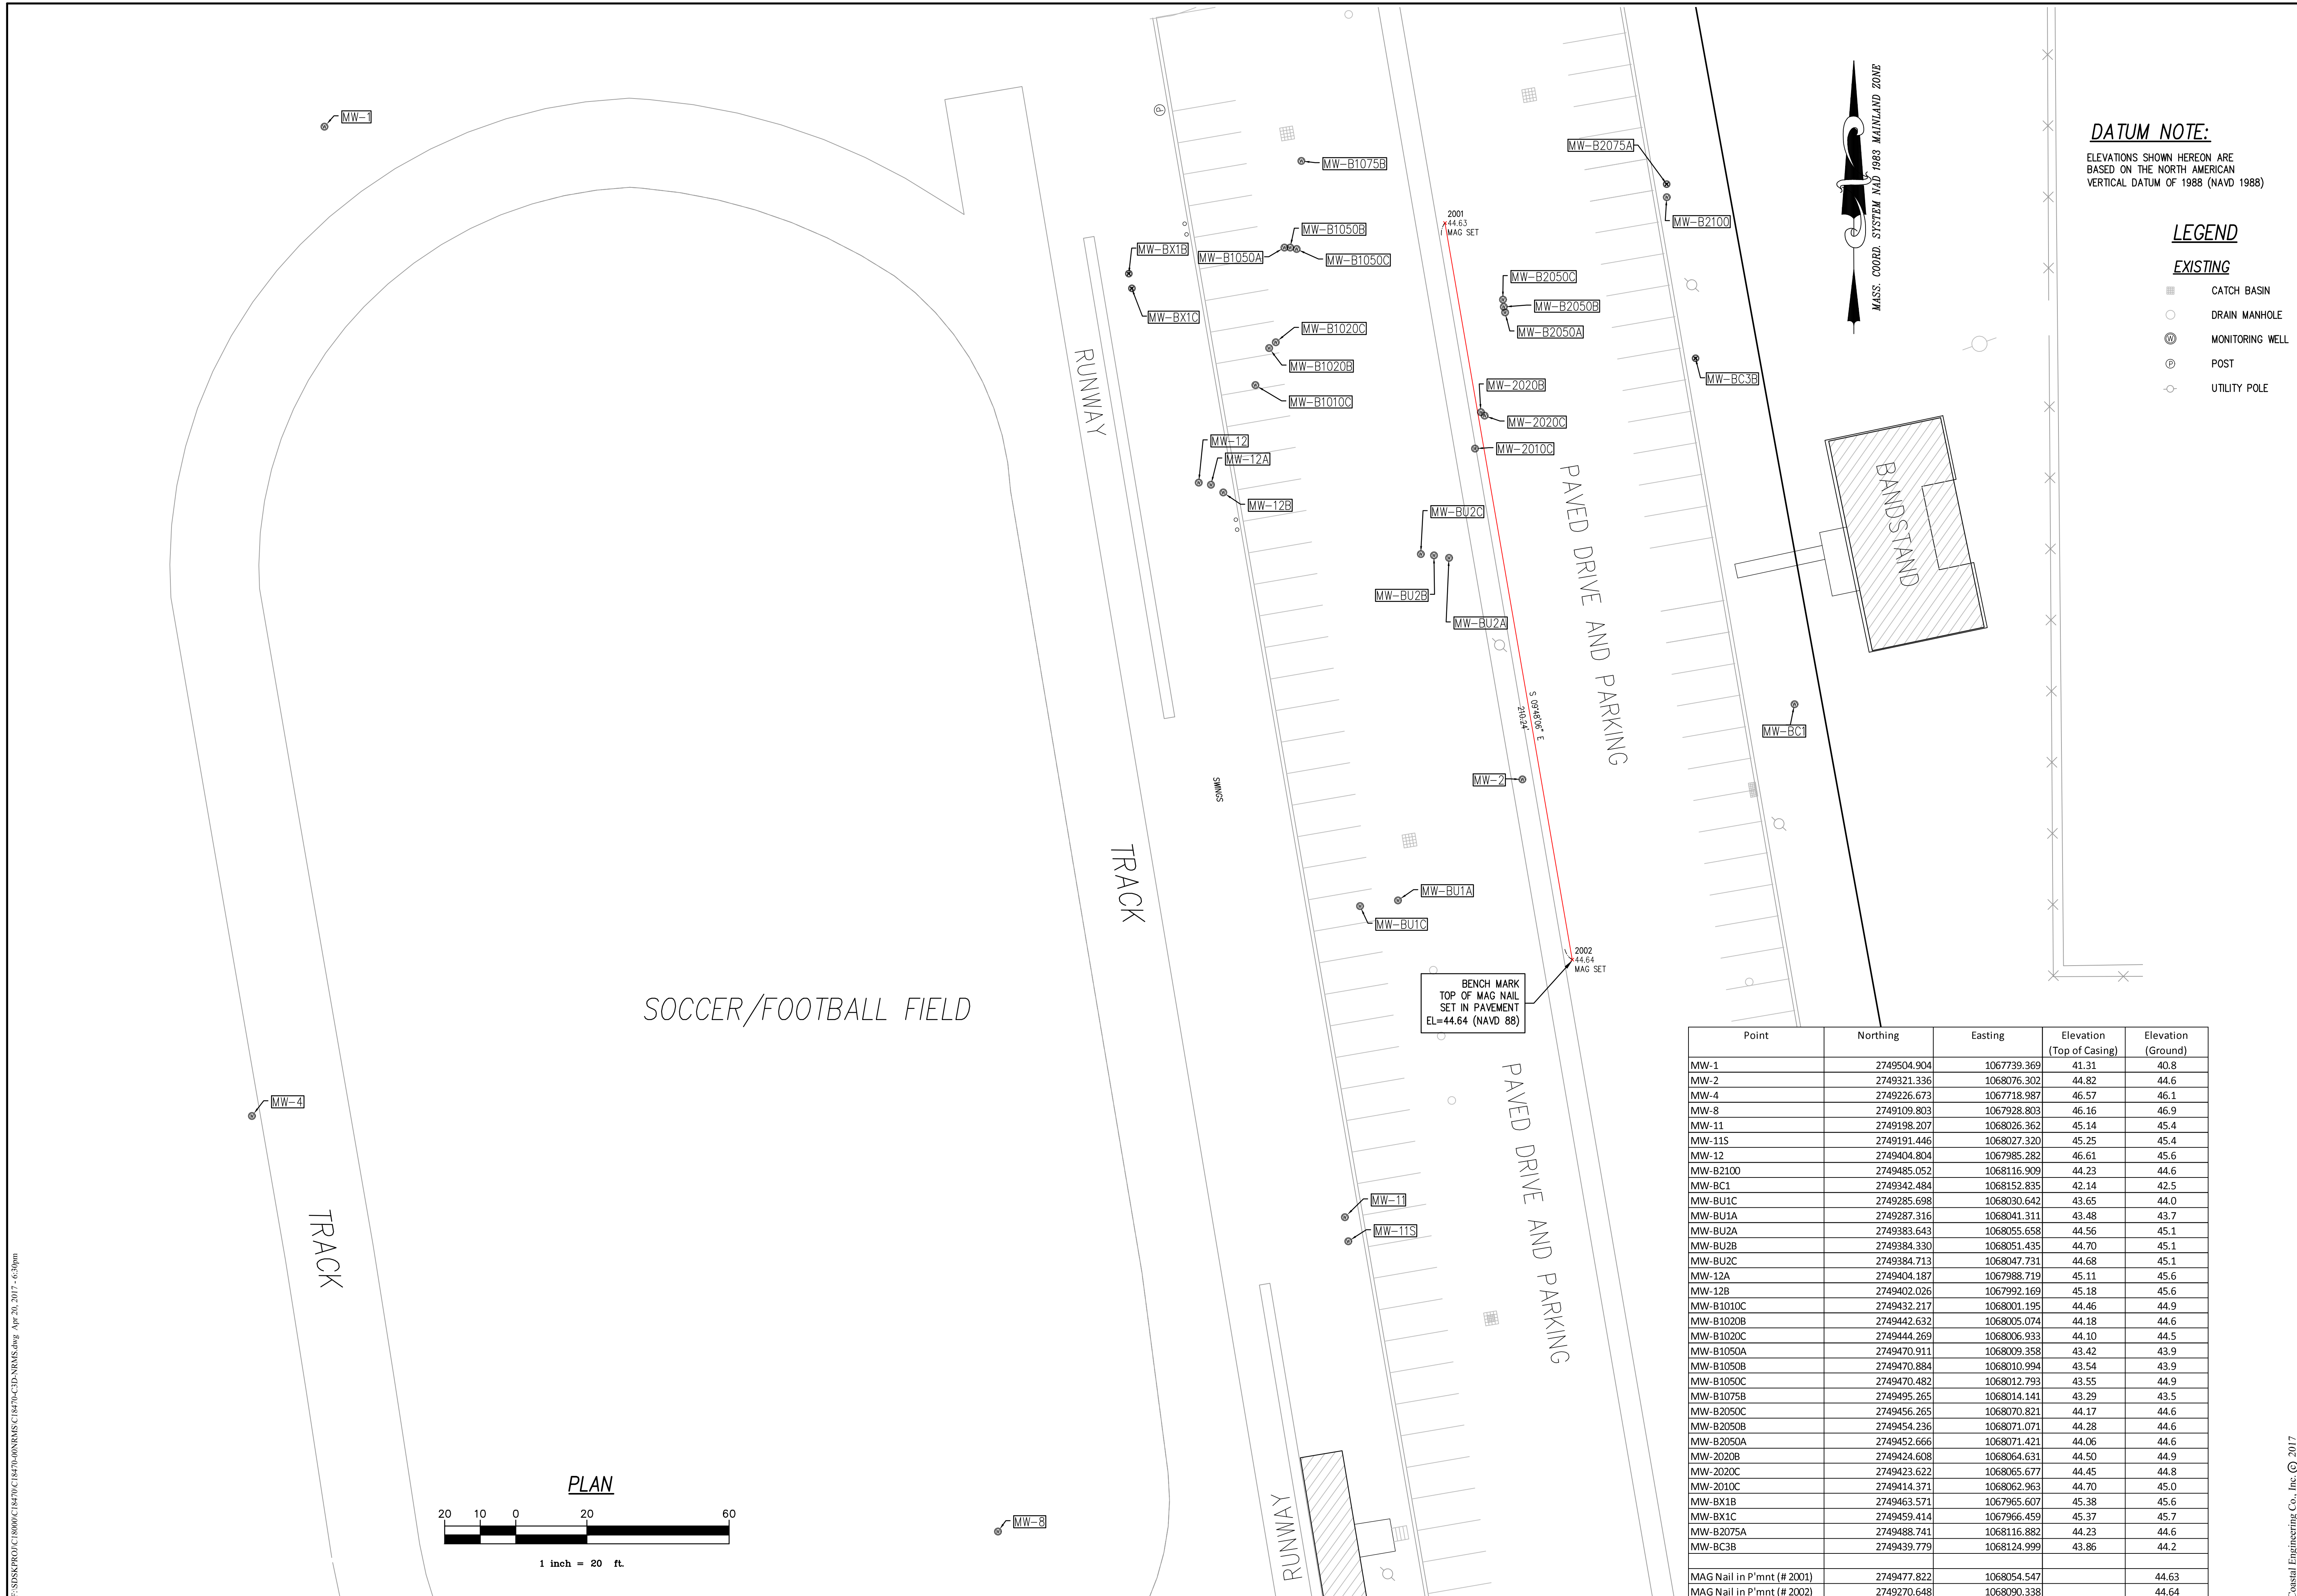 MW-1
MW-B1075B
MW-B2075A
MW-B2100
2001
44.63
MAG SET
MW-B1050B
MW-B1050A
MW-B1050C
MW-BX1B
MW-BX1C
MW-B2050C
MW-B2050B
MW-B2050A
MW-B1020C
MW-B1020B
MW-B1010C
MW-2020B
MW-2020C
MW-2010C
MW-BC3B
MW-12
MW-12A
MW-12B
MW-BU2C
MW-BU2B
MW-BU2A
RUNWAY
BANDSTAND
PAVED DRIVE AND PARKING
S 09°48'06" E
210.24'
MW-BC1
MW-2
SWINGS
TRACK
MW-BU1A
MW-BU1C
2002
44.64
MAG SET
BENCH MARK
TOP OF MAG NAIL
SET IN PAVEMENT
EL=44.64 (NAVD 88)
SOCCER/FOOTBALL FIELD
MW-4
TRACK
PAVED DRIVE AND PARKING
MW-11
MW-11S
RUNWAY
MW-8
PLAN
20 10 0 20 60
1 inch = 20 ft.
MASS. COORD. SYSTEM NAD 1983 MAINLAND ZONE
DATUM NOTE:
ELEVATIONS SHOWN HEREON ARE
BASED ON THE NORTH AMERICAN
VERTICAL DATUM OF 1988 (NAVD 1988)
LEGEND
EXISTING
CATCH BASIN
DRAIN MANHOLE
W MONITORING WELL
P POST
UTILITY POLE
Point Northing Easting Elevation (Top of Casing) Elevation (Ground)
MW-1 2749504.904 1067739.369 41.31 40.8
MW-2 2749321.336 1068076.302 44.82 44.6
MW-4 2749226.673 1067718.987 46.57 46.1
MW-8 2749109.803 1067928.803 46.16 46.9
MW-11 2749198.207 1068026.362 45.14 45.4
MW-11S 2749191.446 1068027.320 45.25 45.4
MW-12 2749404.804 1067985.282 46.61 45.6
MW-B2100 2749485.052 1068116.909 44.23 44.6
MW-BC1 2749342.484 1068152.835 42.14 42.5
MW-BU1C 2749285.698 1068030.642 43.65 44.0
MW-BU1A 2749287.316 1068041.311 43.48 43.7
MW-BU2A 2749383.643 1068055.658 44.56 45.1
MW-BU2B 2749384.330 1068051.435 44.70 45.1
MW-BU2C 2749384.713 1068047.731 44.68 45.1
MW-12A 2749404.187 1067988.719 45.11 45.6
MW-12B 2749402.026 1067992.169 45.18 45.6
MW-B1010C 2749432.217 1068001.195 44.46 44.9
MW-B1020B 2749442.632 1068005.074 44.18 44.6
MW-B1020C 2749444.269 1068006.933 44.10 44.5
MW-B1050A 2749470.911 1068009.358 43.42 43.9
MW-B1050B 2749470.884 1068010.994 43.54 43.9
MW-B1050C 2749470.482 1068012.793 43.55 44.9
MW-B1075B 2749495.265 1068014.141 43.29 43.5
MW-B2050C 2749456.265 1068070.821 44.17 44.6
MW-B2050B 2749454.236 1068071.071 44.28 44.6
MW-B2050A 2749452.666 1068071.421 44.06 44.6
MW-2020B 2749424.608 1068064.631 44.50 44.9
MW-2020C 2749423.622 1068065.677 44.45 44.8
MW-2010C 2749414.371 1068062.963 44.70 45.0
MW-BX1B 2749463.571 1067965.607 45.38 45.6
MW-BX1C 2749459.414 1067966.459 45.37 45.7
MW-B2075A 2749488.741 1068116.882 44.23 44.6
MW-BC3B 2749439.779 1068124.999 43.86 44.2
MAG Nail in P'mnt (# 2001) 2749477.822 1068054.547 44.63
MAG Nail in P'mnt (# 2002) 2749270.648 1068090.338 44.64
F:\SDSKPROJ\C18000\C18470\C18470-00NRMS\C18470-C3D-NRMS.dwg Apr 20, 2017 - 6:30pm
Coastal Engineering Co., Inc. © 2017